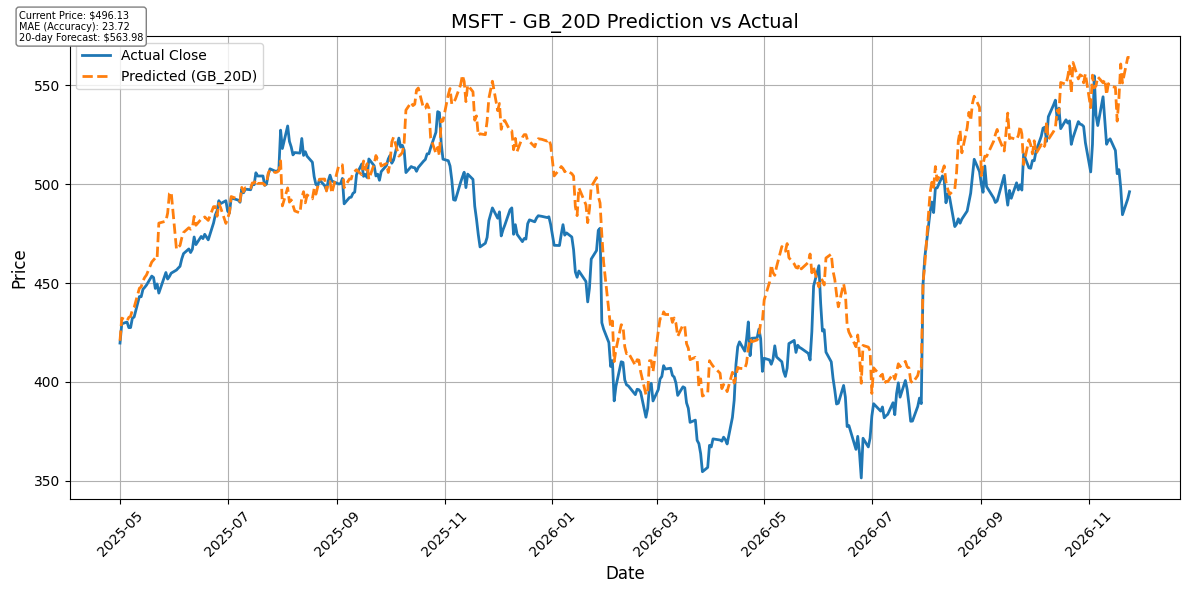 MSFT - GB_20D Prediction vs Actual
Current Price: $496.13
MAE (Accuracy): 23.72
20-day Forecast: $563.98
Actual Close
Predicted (GB_20D)
Price
550
500
450
400
350
2025-05
2025-07
2025-09
2025-11
2026-01
2026-03
2026-05
2026-07
2026-09
2026-11
Date